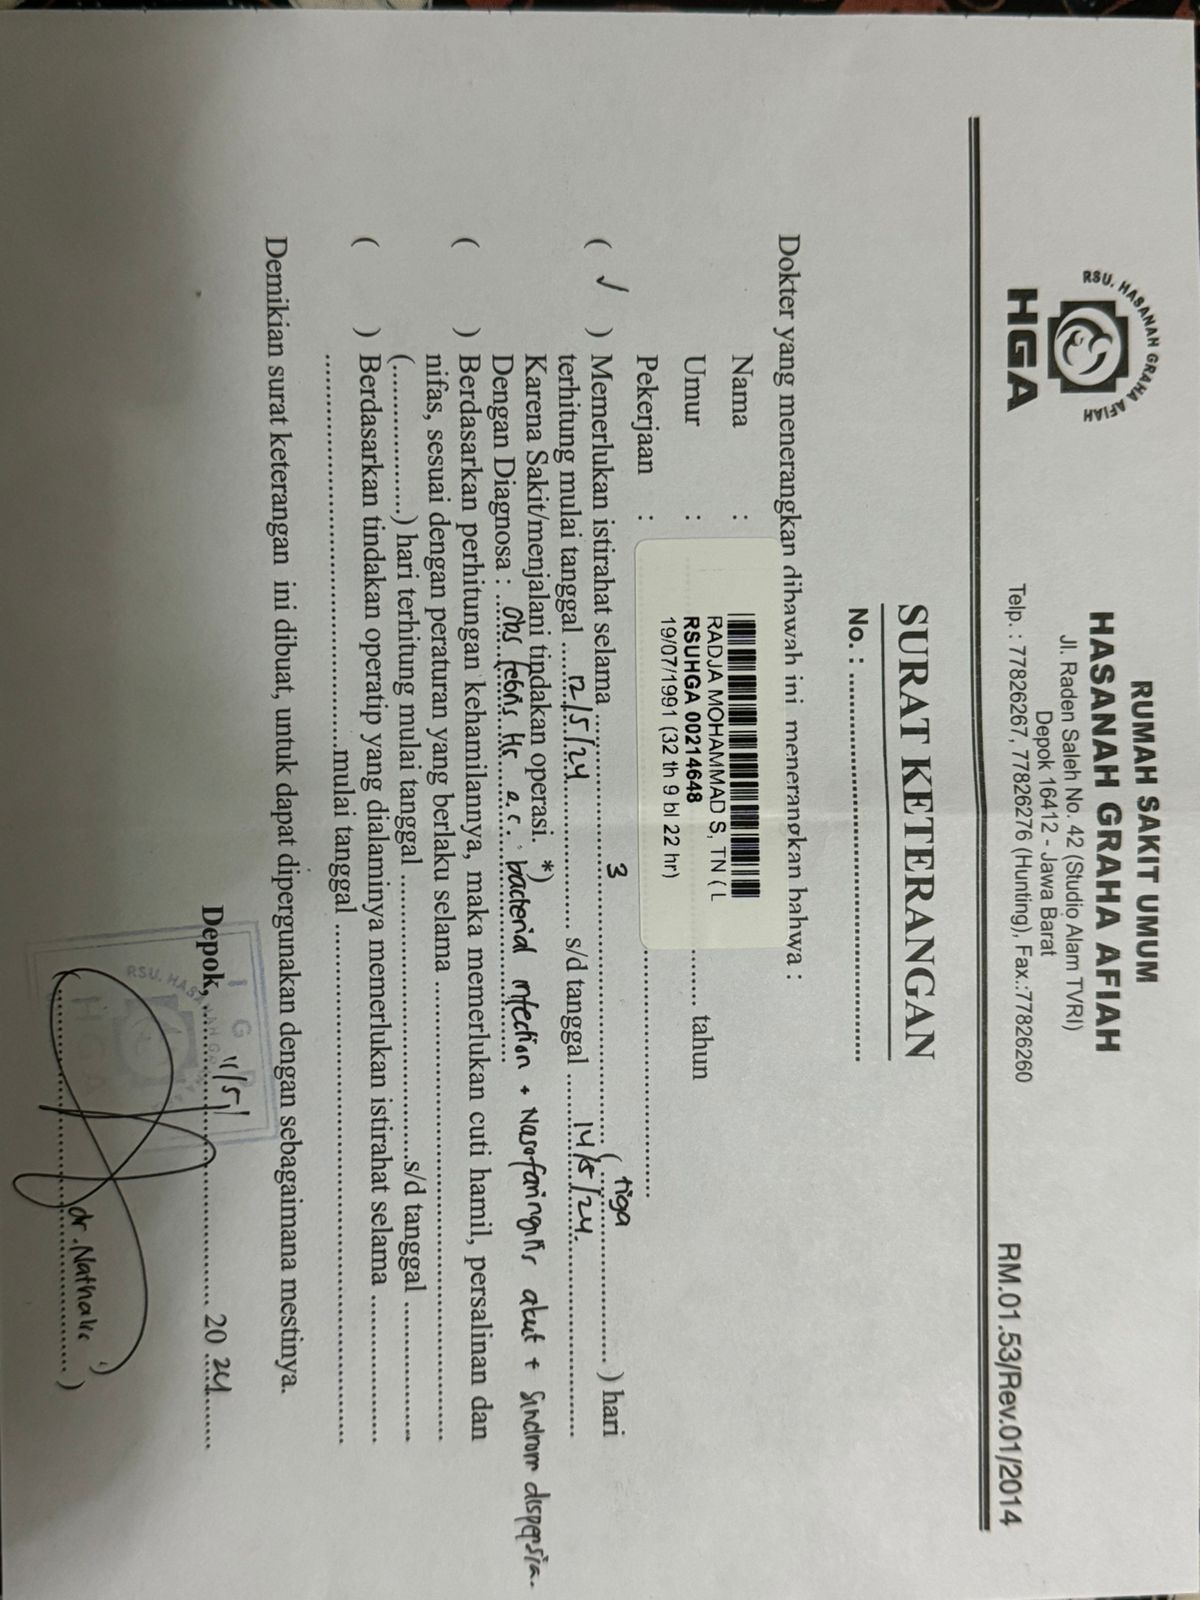 RSU. HASANAH GRAHA AFIAH
HGA
RUMAH SAKIT UMUM
HASANAH GRAHA AFIAH
Jl. Raden Saleh No. 42 (Studio Alam TVRI)
Depok 16412 - Jawa Barat
Telp. : 77826267, 77826276 (Hunting), Fax.:77826260
RM.01.53/Rev.01/2014
SURAT KETERANGAN
No. : ........................................
Dokter yang menerangkan dibawah ini menerangkan bahwa :
Nama :
RADJA MOHAMMAD S, TN ( L
Umur : ........ tahun
RSUHGA 00214648
19/07/1991 (32 th 9 bl 22 hr)
Pekerjaan : ........................................
( ✓ ) Memerlukan istirahat selama ............ 3 ............ (.... tiga ....) hari
terhitung mulai tanggal .... 12/5/24 .... s/d tanggal .... 14/5/24. ....
Karena Sakit/menjalani tindakan operasi. *)
Dengan Diagnosa : .... Obs febris H5 a.c. bacterial infection + Nasofaringitis akut + Sindrom dispepsia.
( ) Berdasarkan perhitungan kehamilannya, maka memerlukan cuti hamil, persalinan dan
nifas, sesuai dengan peraturan yang berlaku selama ........................................
(...............) hari terhitung mulai tanggal ........................................s/d tanggal ....................
( ) Berdasarkan tindakan operatip yang dialaminya memerlukan istirahat selama ....................
........................................mulai tanggal ........................................
Demikian surat keterangan ini dibuat, untuk dapat dipergunakan dengan sebagaimana mestinya.
Depok, .... 11/5/ .... 20 24
I G D
RSU. HASANAH GRA
HGA
( .... dr. Nathalie .... )